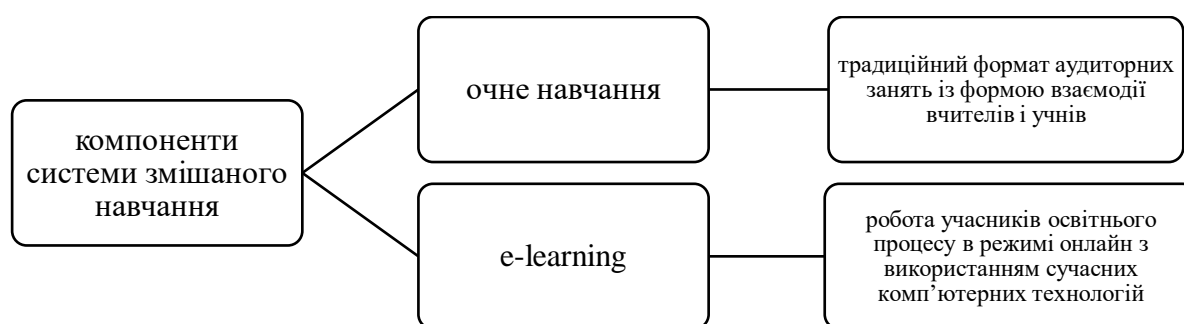 компоненти
системи змішаного
навчання
очне навчання
традиційний формат аудиторних
занять із формою взаємодії
вчителів і учнів
e-learning
робота учасників освітнього
процесу в режимі онлайн з
використанням сучасних
комп’ютерних технологій